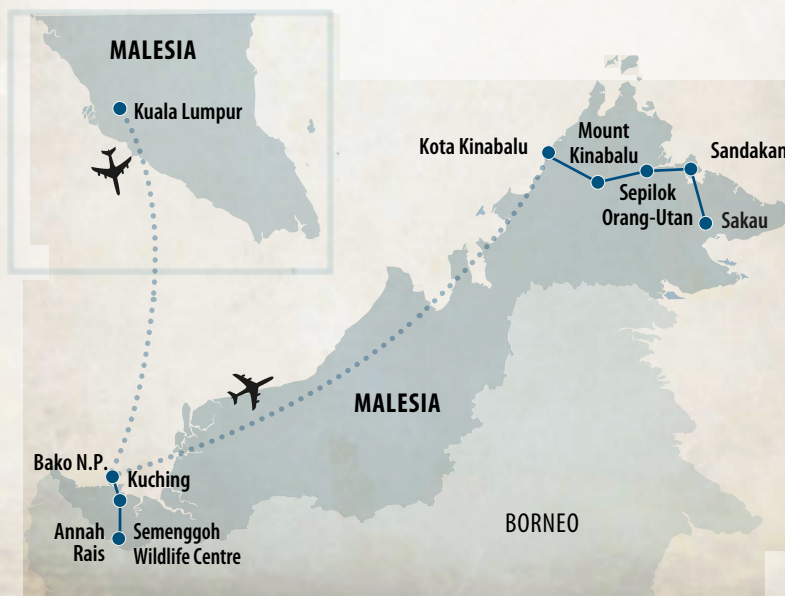 MALESIA
Kuala Lumpur
Kota Kinabalu
Mount
Kinabalu
Sandakan
Sepilok
Orang-Utan
Sakau
MALESIA
Bako N.P.
Kuching
Annah
Rais
Semenggoh
Wildlife Centre
BORNEO